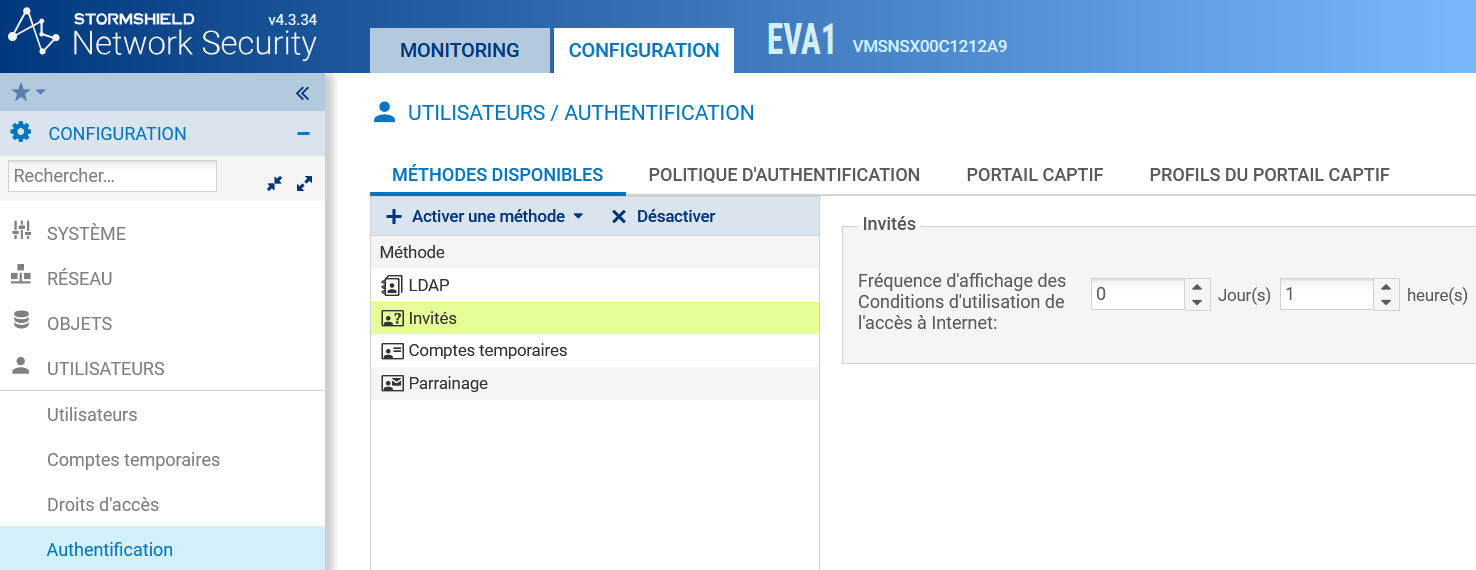 STORMSHIELD
v4.3.34
Network Security
MONITORING
CONFIGURATION
EVA1
VMSNSX00C1212A9
CONFIGURATION
Rechercher...
SYSTÈME
RÉSEAU
OBJETS
UTILISATEURS
Utilisateurs
Comptes temporaires
Droits d'accès
Authentification
UTILISATEURS / AUTHENTIFICATION
MÉTHODES DISPONIBLES
POLITIQUE D'AUTHENTIFICATION
PORTAIL CAPTIF
PROFILS DU PORTAIL CAPTIF
Activer une méthode
Désactiver
Méthode
LDAP
Invités
Comptes temporaires
Parrainage
Invités
Fréquence d'affichage des
Conditions d'utilisation de
l'accès à Internet:
0
Jour(s)
1
heure(s)